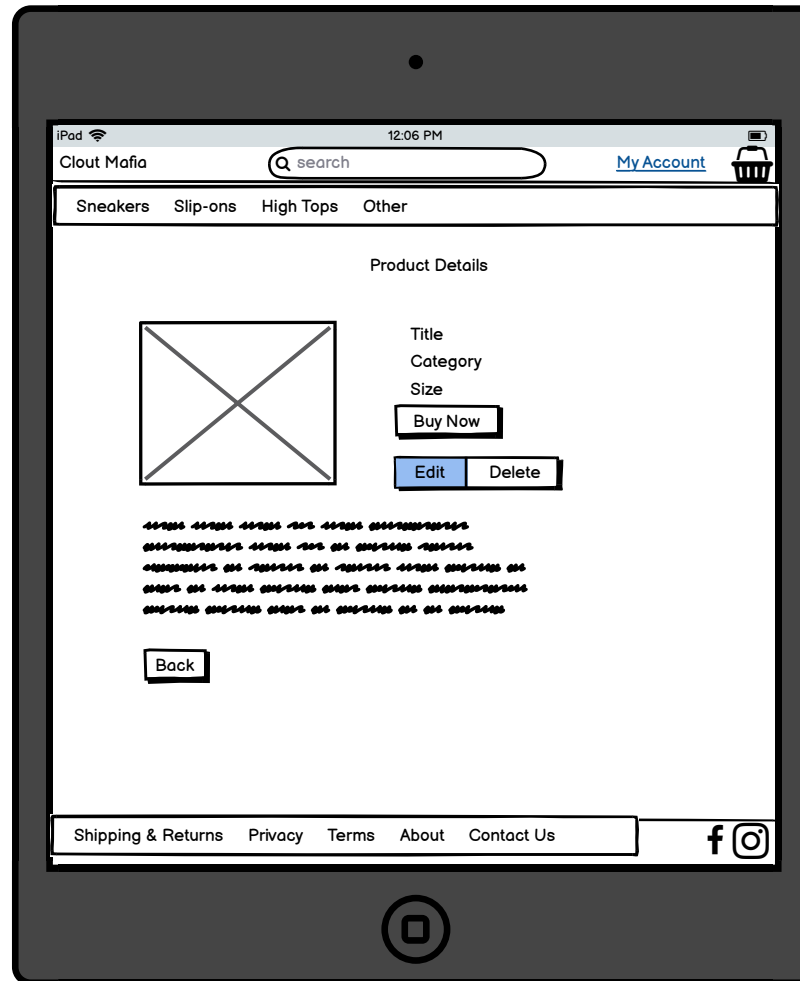 iPad 12:06 PM
Clout Mafia search My Account
Sneakers Slip-ons High Tops Other
Product Details
Title
Category
Size
Buy Now
Edit Delete
Back
Shipping & Returns Privacy Terms About Contact Us